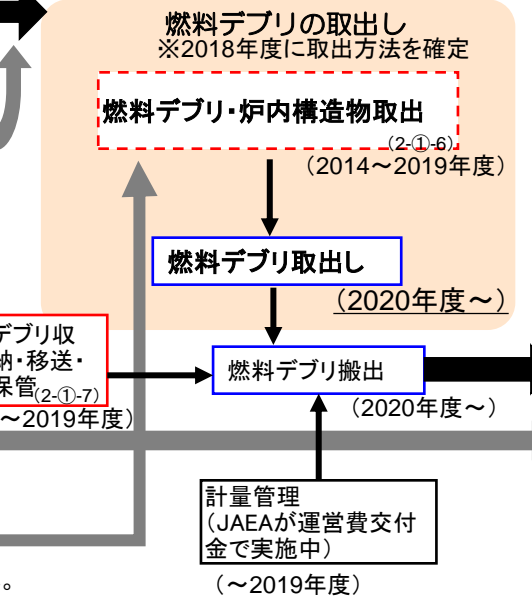 燃料デブリの取出し
※2018年度に取出方法を確定
燃料デブリ・炉内構造物取出
(2-①-6)
(2014～2019年度)
燃料デブリ取出し
(2020年度～)
デブリ収
納・移送・
保管(2-①-7)
～2019年度)
燃料デブリ搬出
(2020年度～)
計量管理
(JAEAが運営費交付
金で実施中)
(～2019年度)
。